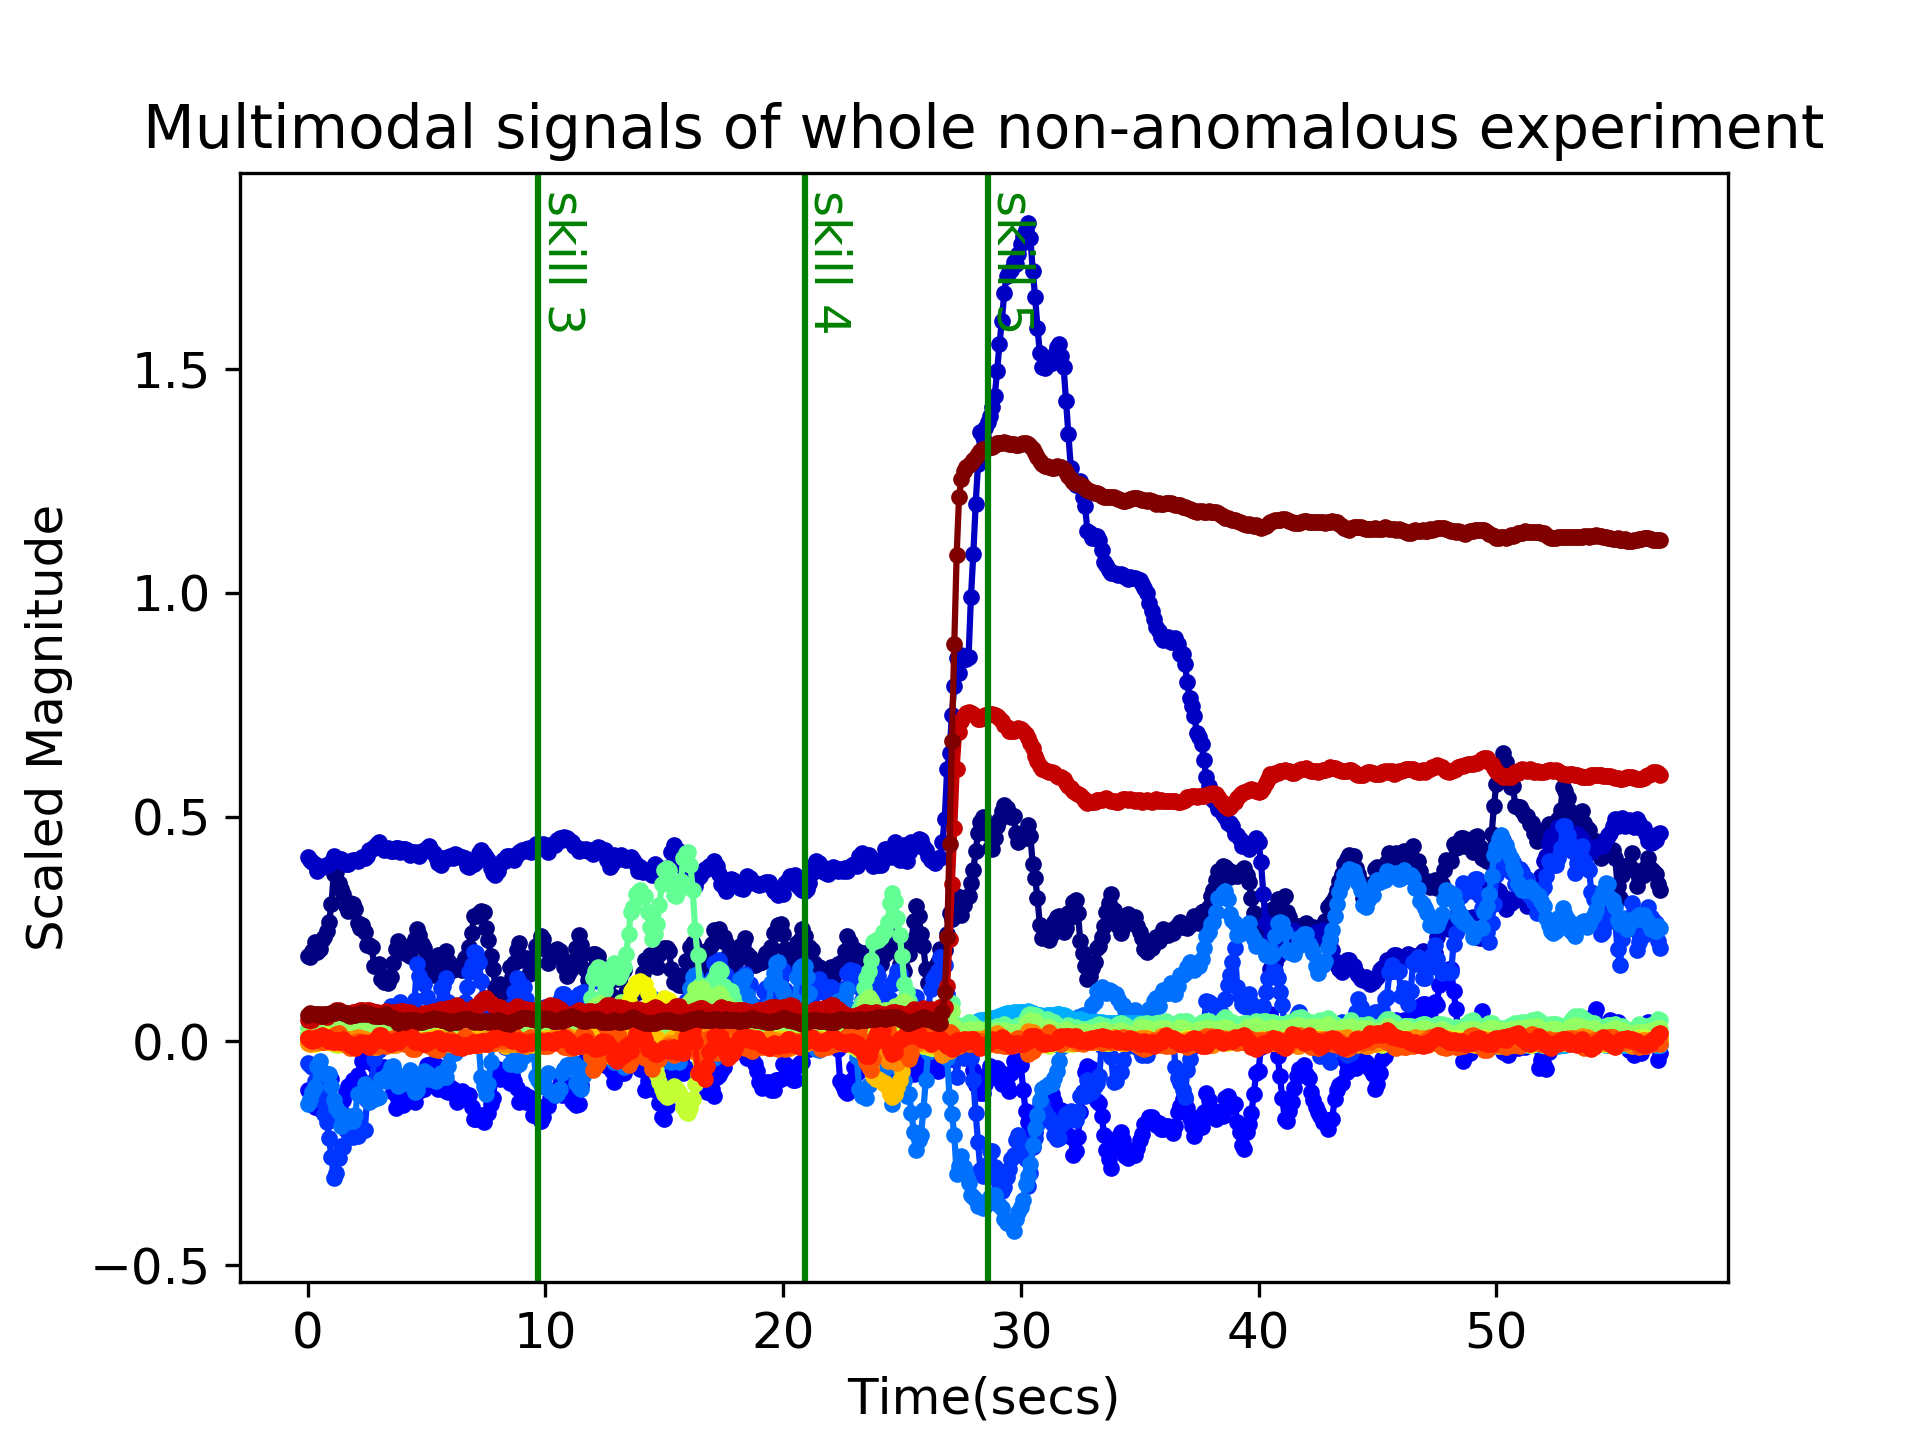 Multimodal signals of whole non-anomalous experiment
skill 3
skill 4
skill 5
Scaled Magnitude
1.5
1.0
0.5
0.0
−0.5
0 10 20 30 40 50
Time(secs)